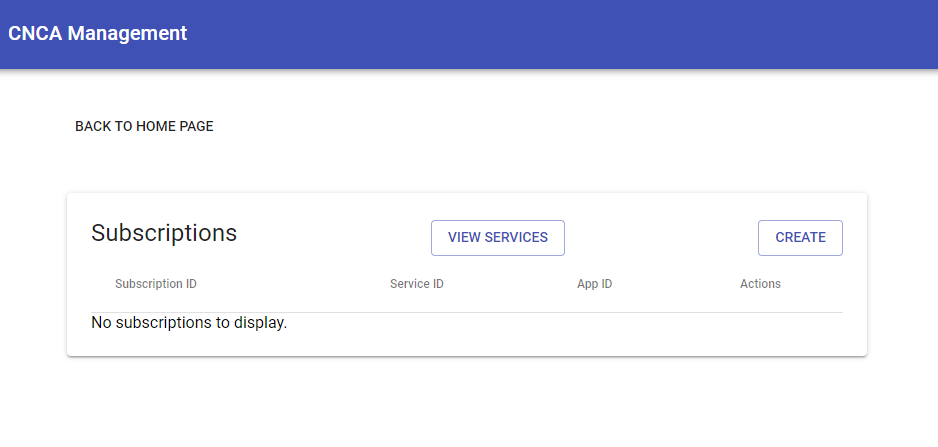 CNCA Management
BACK TO HOME PAGE
Subscriptions VIEW SERVICES CREATE
Subscription ID Service ID App ID Actions
No subscriptions to display.